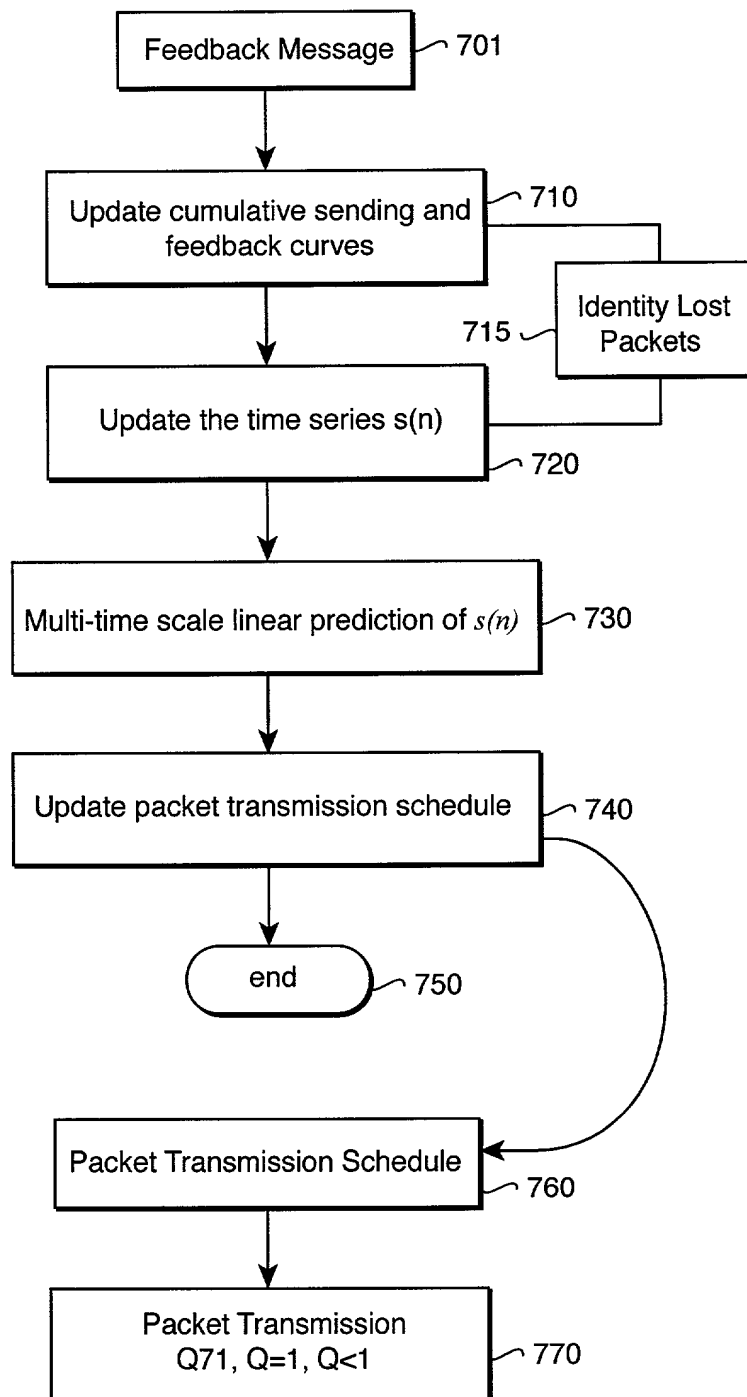 Feedback Message
701
Update cumulative sending and
feedback curves
710
Identity Lost
Packets
715
Update the time series s(n)
720
Multi-time scale linear prediction of s(n)
730
Update packet transmission schedule
740
end
750
Packet Transmission Schedule
760
Packet Transmission
Q71, Q=1, Q<1
770